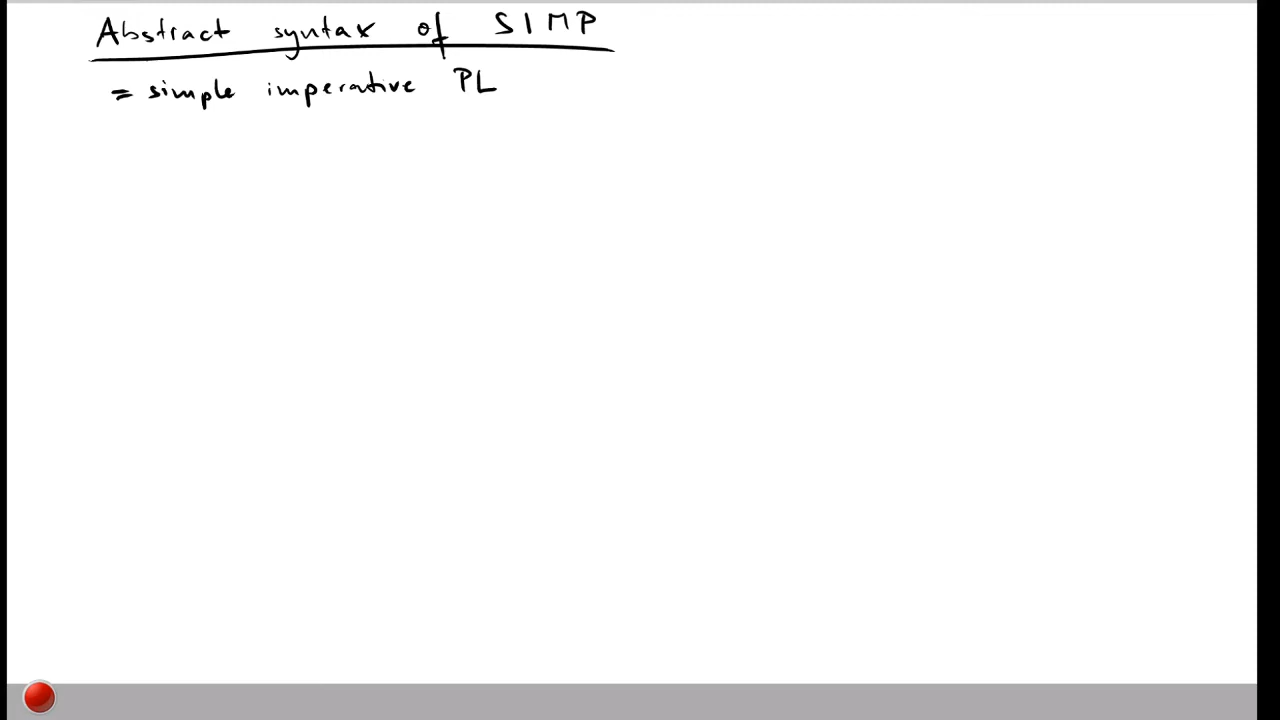 Abstract syntax of SIMP
= simple imperative PL